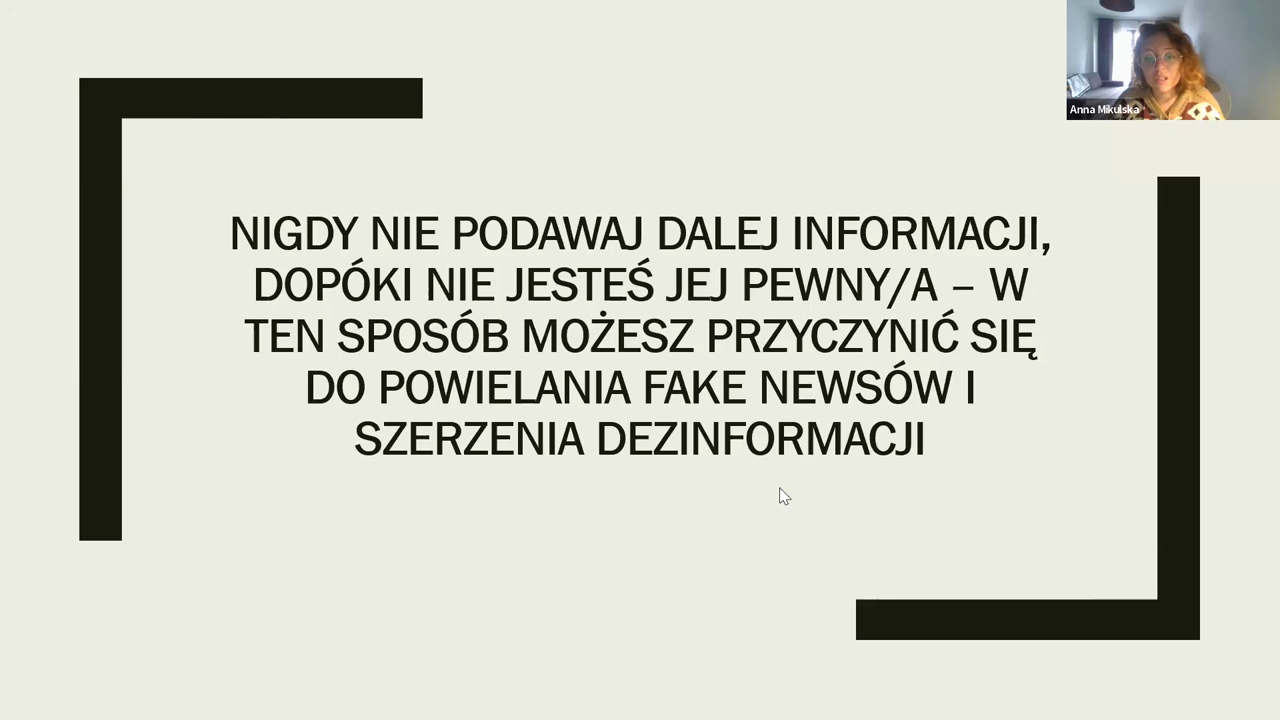 Anna Mikulska
NIGDY NIE PODAWAJ DALEJ INFORMACJI,
DOPÓKI NIE JESTEŚ JEJ PEWNY/A – W
TEN SPOSÓB MOŻESZ PRZYCZYNIĆ SIĘ
DO POWIELANIA FAKE NEWSÓW I
SZERZENIA DEZINFORMACJI